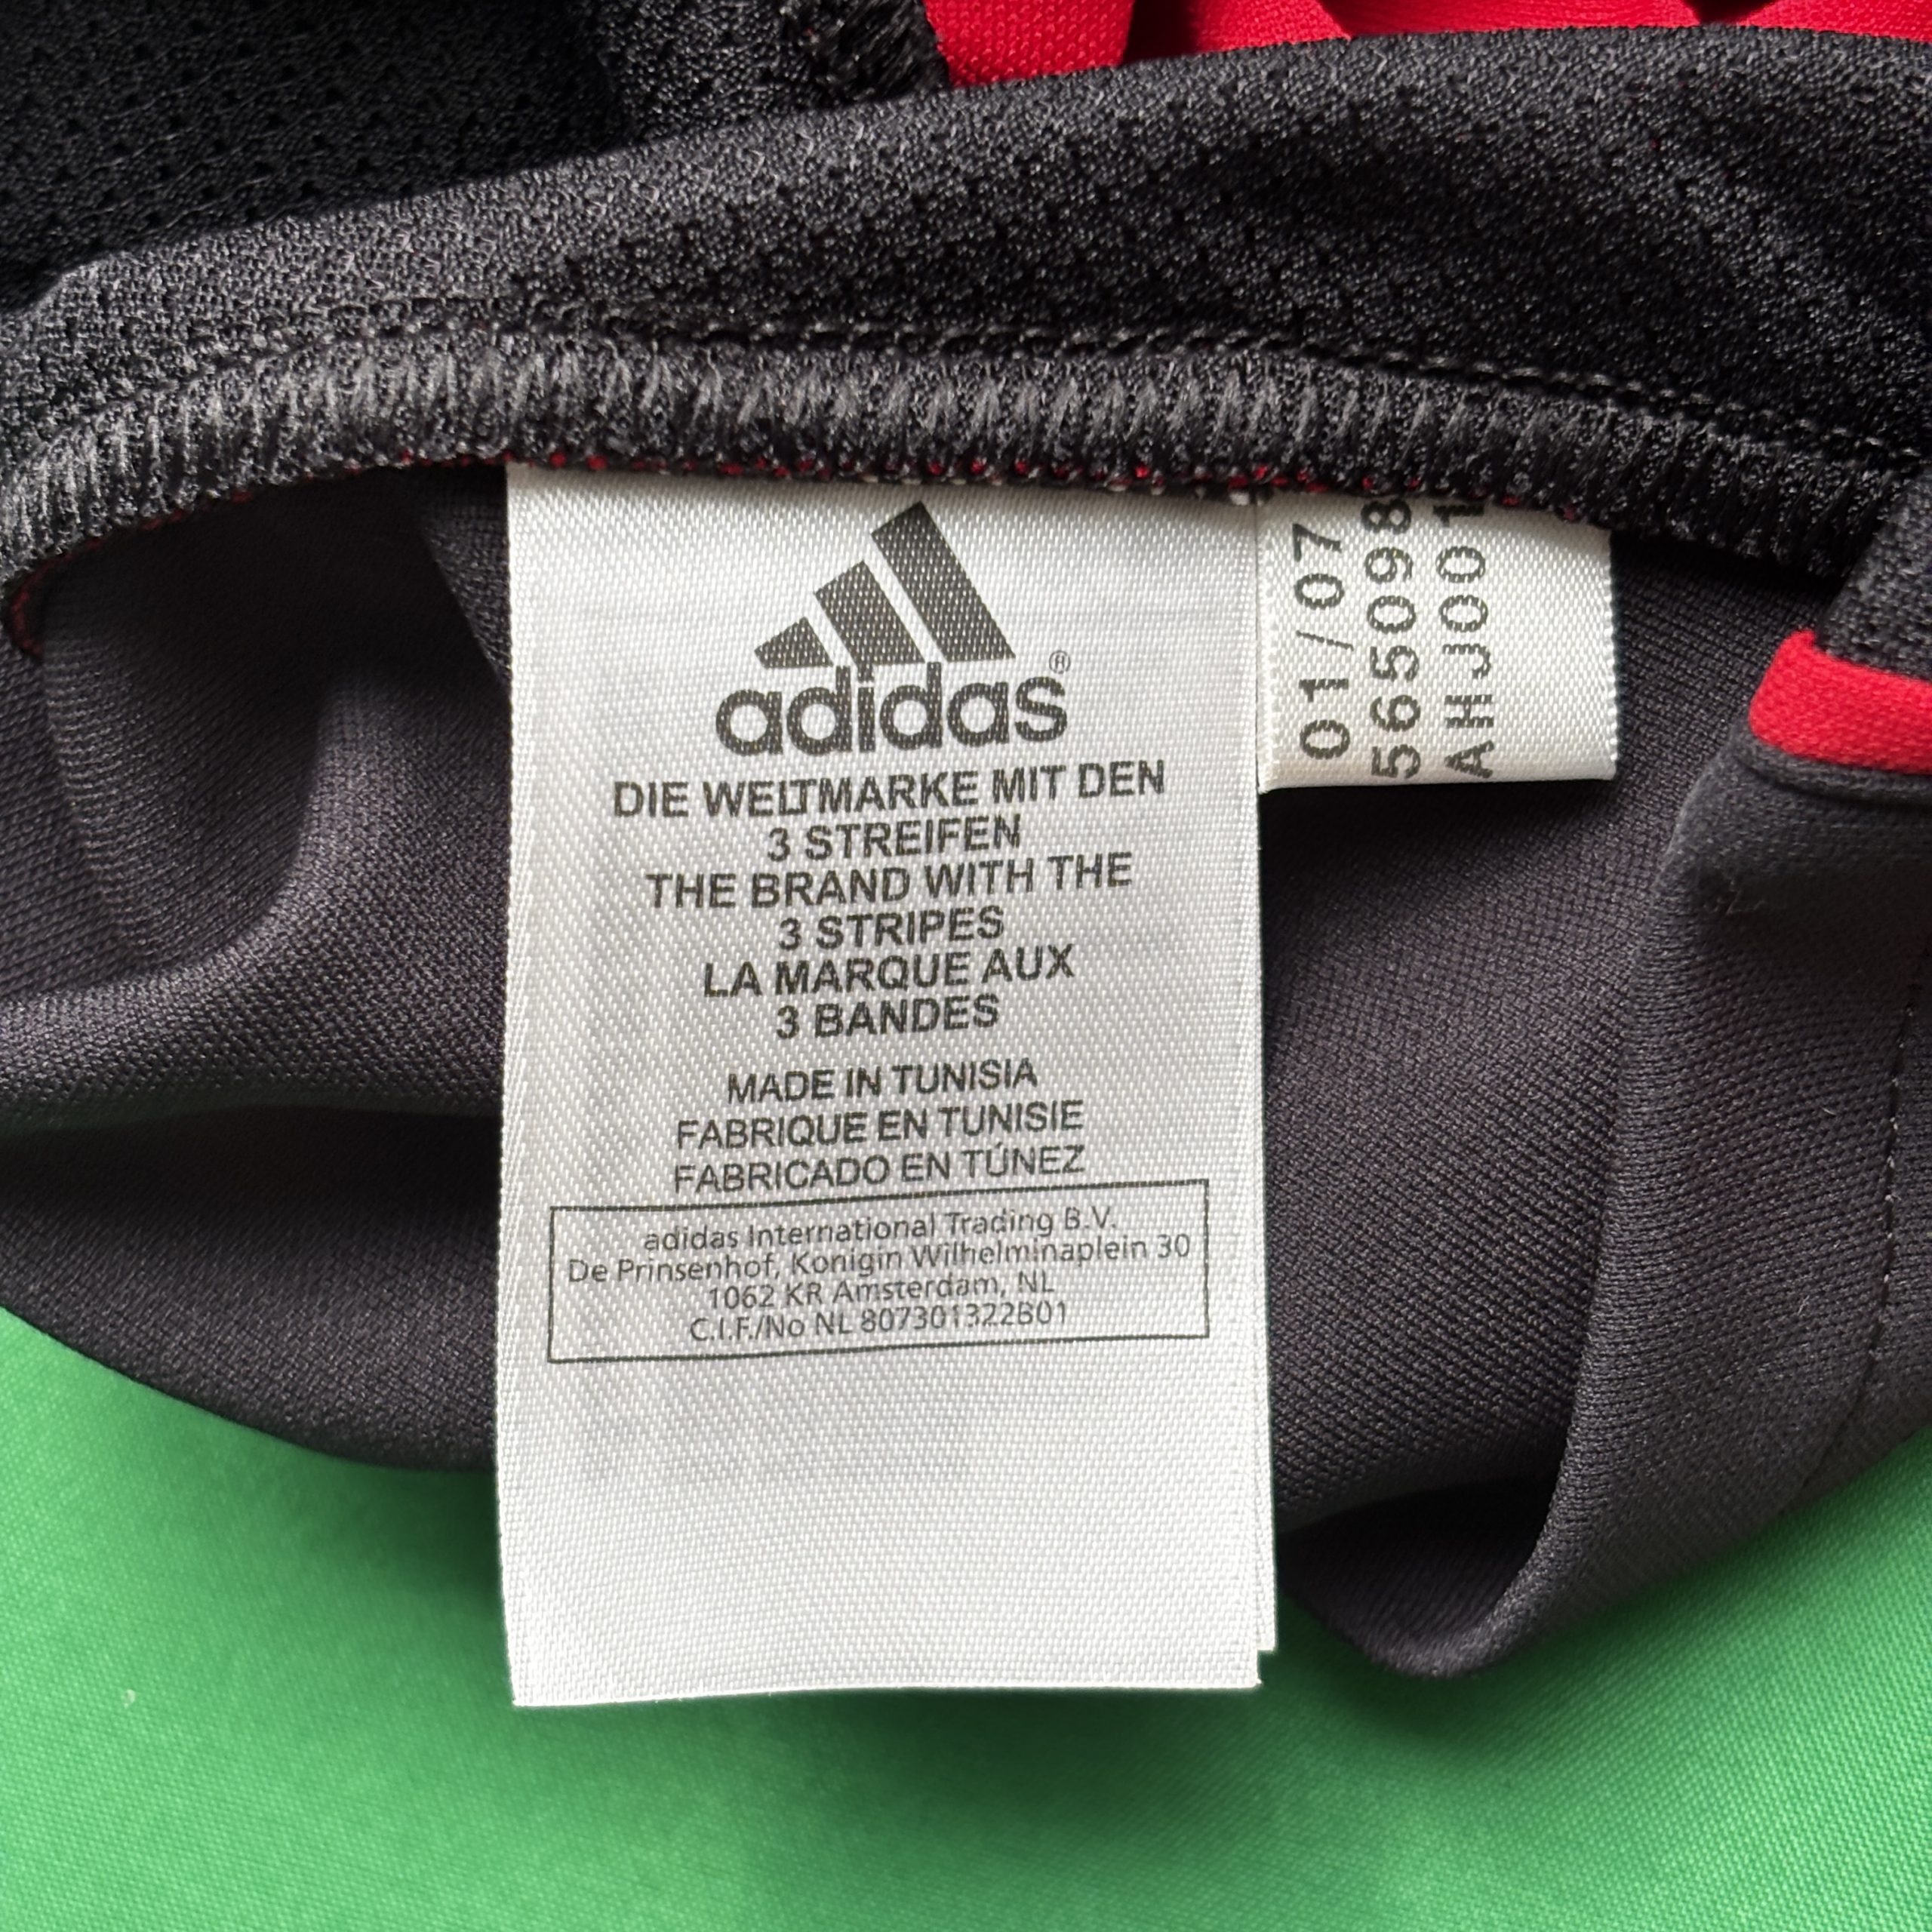 adidas®
DIE WELTMARKE MIT DEN
3 STREIFEN
THE BRAND WITH THE
3 STRIPES
LA MARQUE AUX
3 BANDES
MADE IN TUNISIA
FABRIQUE EN TUNISIE
FABRICADO EN TÚNEZ
adidas International Trading B.V.
De Prinsenhof, Konigin Wilhelminaplein 30
1062 KR Amsterdam, NL
C.I.F./No NL 807301322B01
01/07
565098
AHJ001